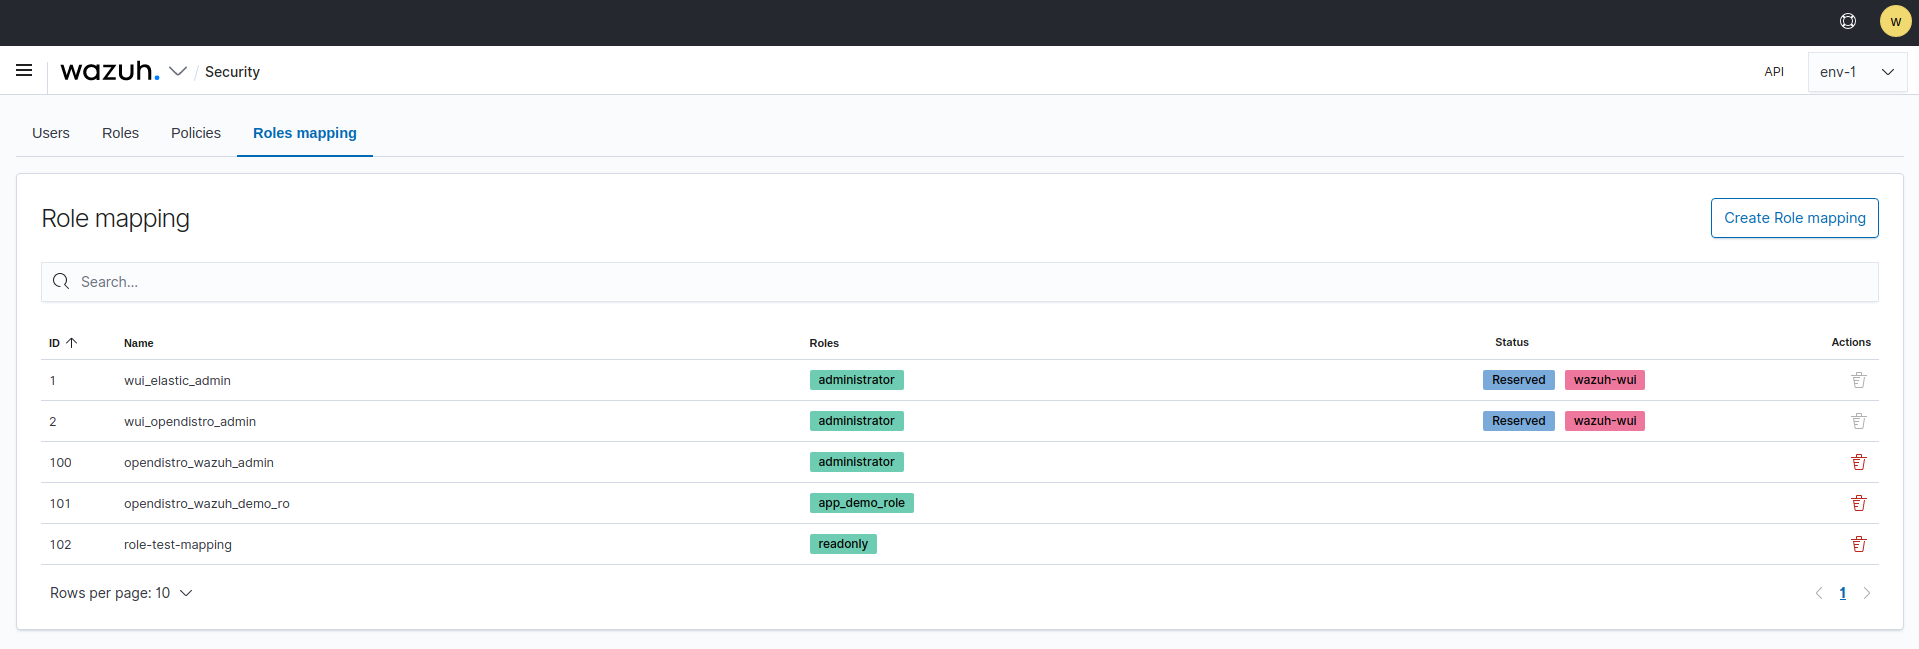 W
wazuh. / Security API env-1
Users Roles Policies Roles mapping
Role mapping Create Role mapping
Search...
ID Name Roles Status Actions
1 wui_elastic_admin administrator Reserved wazuh-wui
2 wui_opendistro_admin administrator Reserved wazuh-wui
100 opendistro_wazuh_admin administrator
101 opendistro_wazuh_demo_ro app_demo_role
102 role-test-mapping readonly
Rows per page: 10 1